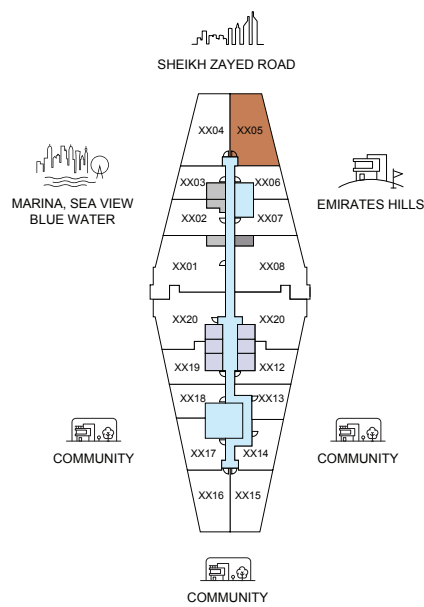 SHEIKH ZAYED ROAD
XX04 XX05
XX03 XX06
MARINA, SEA VIEW
BLUE WATER
EMIRATES HILLS
XX02 XX07
XX01 XX08
XX20 XX20
XX19 XX12
XX18 XX13
COMMUNITY
XX17 XX14
COMMUNITY
XX16 XX15
COMMUNITY